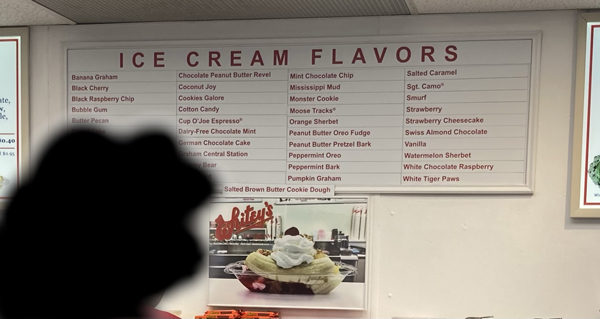 ICE CREAM FLAVORS
Banana Graham
Black Cherry
Black Raspberry Chip
Bubble Gum
Butter Pecan
Chocolate Peanut Butter Revel
Coconut Joy
Cookies Galore
Cotton Candy
Cup O'Joe Espresso®
Dairy-Free Chocolate Mint
German Chocolate Cake
Graham Central Station
Bear
Mint Chocolate Chip
Mississippi Mud
Monster Cookie
Moose Tracks®
Orange Sherbet
Peanut Butter Oreo Fudge
Peanut Butter Pretzel Bark
Peppermint Oreo
Peppermint Bark
Pumpkin Graham
Salted Caramel
Sgt. Camo®
Smurf
Strawberry
Strawberry Cheesecake
Swiss Almond Chocolate
Vanilla
Watermelon Sherbet
White Chocolate Raspberry
White Tiger Paws
Salted Brown Butter Cookie Dough
Whitey's